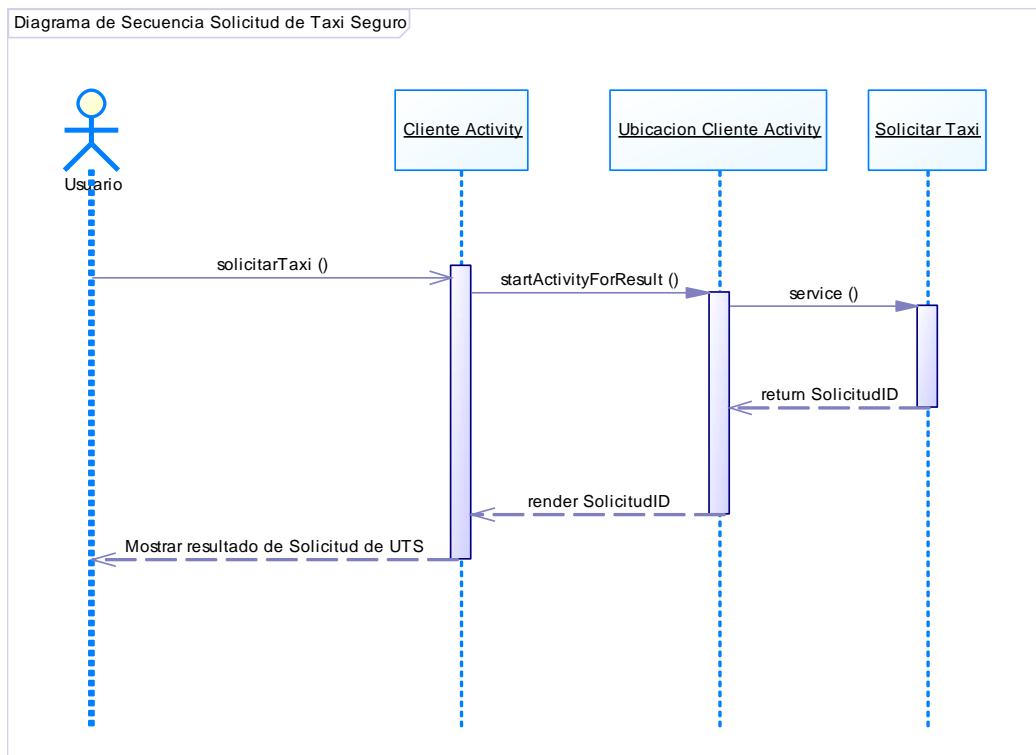 Diagrama de Secuencia Solicitud de Taxi Seguro
Cliente Activity
Ubicacion Cliente Activity
Solicitar Taxi
Usuario
solicitarTaxi ()
startActivityForResult ()
service ()
return SolicitudID
render SolicitudID
Mostrar resultado de Solicitud de UTS